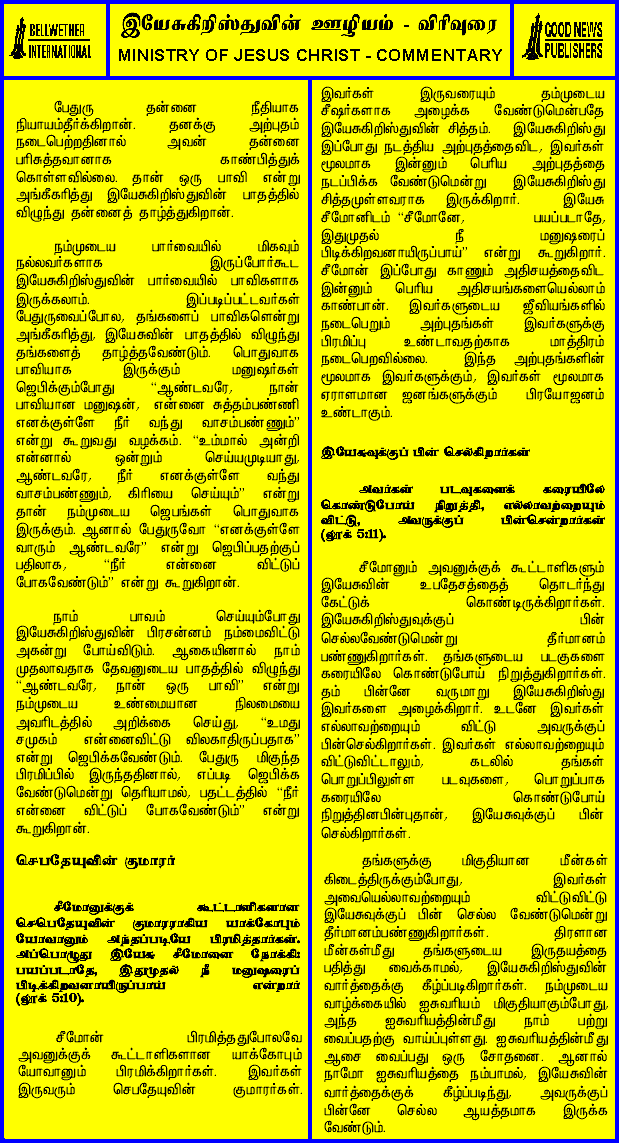 BELLWETHER
INTERNATIONAL
இயேசுகிறிஸ்துவின் ஊழியம் - விரிவுரை
MINISTRY OF JESUS CHRIST - COMMENTARY
GOOD NEWS
PUBLISHERS
பேதுரு தன்னை நீதியாக
நியாயம்தீர்க்கிறான். தனக்கு அற்புதம்
நடைபெற்றதினால் அவன் தன்னை
பரிசுத்தவானாக காண்பித்துக்
கொள்ளவில்லை. தான் ஒரு பாவி என்று
அங்கீகரித்து இயேசுகிறிஸ்துவின் பாதத்தில்
விழுந்து தன்னைத் தாழ்த்துகிறான்.
நம்முடைய பார்வையில் மிகவும்
நல்லவர்களாக இருப்போர்கூட
இயேசுகிறிஸ்துவின் பார்வையில் பாவிகளாக
இருக்கலாம். இப்படிப்பட்டவர்கள்
பேதுருவைப்போல, தங்களைப் பாவிகளென்று
அங்கீகரித்து, இயேசுவின் பாதத்தில் விழுந்து
தங்களைத் தாழ்த்தவேண்டும். பொதுவாக
பாவியாக இருக்கும் மனுஷர்கள்
ஜெபிக்கும்போது "ஆண்டவரே, நான்
பாவியான மனுஷன், என்னை சுத்தம்பண்ணி
எனக்குள்ளே நீர் வந்து வாசம்பண்ணும்"
என்று கூறுவது வழக்கம். "உம்மால் அன்றி
என்னால் ஒன்றும் செய்யமுடியாது,
ஆண்டவரே, நீர் எனக்குள்ளே வந்து
வாசம்பண்ணும், கிரியை செய்யும்" என்று
தான் நம்முடைய ஜெபங்கள் பொதுவாக
இருக்கும். ஆனால் பேதுருவோ "எனக்குள்ளே
வாரும் ஆண்டவரே" என்று ஜெபிப்பதற்குப்
பதிலாக, "நீர் என்னை விட்டுப்
போகவேண்டும்" என்று கூறுகிறான்.
நாம் பாவம் செய்யும்போது
இயேசுகிறிஸ்துவின் பிரசன்னம் நம்மைவிட்டு
அகன்று போய்விடும். ஆகையினால் நாம்
முதலாவதாக தேவனுடைய பாதத்தில் விழுந்து
"ஆண்டவரே, நான் ஒரு பாவி" என்று
நம்முடைய உண்மையான நிலமையை
அவரிடத்தில் அறிக்கை செய்து, "உமது
சமுகம் என்னைவிட்டு விலகாதிருப்பதாக"
என்று ஜெபிக்கவேண்டும். பேதுரு மிகுந்த
பிரமிப்பில் இருந்ததினால், எப்படி ஜெபிக்க
வேண்டுமென்று தெரியாமல், பதட்டத்தில் "நீர்
என்னை விட்டுப் போகவேண்டும்" என்று
கூறுகிறான்.
செபதேயுவின் குமாரர்
சீமோனுக்குக் கூட்டாளிகளான
செபெதேயுவின் குமாரராகிய யாக்கோபும்
யோவானும் அந்தப்படியே பிரமித்தார்கள்.
அப்பொழுது இயேசு சீமோனை நோக்கி:
பயப்படாதே, இதுமுதல் நீ மனுஷரைப்
பிடிக்கிறவனாயிருப்பாய் என்றார்
(லூக் 5:10).
சீமோன் பிரமித்ததுபோலவே
அவனுக்குக் கூட்டாளிகளான யாக்கோபும்
யோவானும் பிரமிக்கிறார்கள். இவர்கள்
இருவரும் செபதேயுவின் குமாரர்கள்.
இவர்கள் இருவரையும் தம்முடைய
சீஷர்களாக அழைக்க வேண்டுமென்பதே
இயேசுகிறிஸ்துவின் சித்தம். இயேசுகிறிஸ்து
இப்போது நடத்திய அற்புதத்தைவிட, இவர்கள்
மூலமாக இன்னும் பெரிய அற்புதத்தை
நடப்பிக்க வேண்டுமென்று இயேசுகிறிஸ்து
சித்தமுள்ளவராக இருக்கிறார். இயேசு
சீமோனிடம் "சீமோனே, பயப்படாதே,
இதுமுதல் நீ மனுஷரைப்
பிடிக்கிறவனாயிருப்பாய்" என்று கூறுகிறார்.
சீமோன் இப்போது காணும் அதிசயத்தைவிட
இன்னும் பெரிய அதிசயங்களையெல்லாம்
காண்பான். இவர்களுடைய ஜீவியங்களில்
நடைபெறும் அற்புதங்கள் இவர்களுக்கு
பிரமிப்பு உண்டாவதற்காக மாத்திரம்
நடைபெறவில்லை. இந்த அற்புதங்களின்
மூலமாக இவர்களுக்கும், இவர்கள் மூலமாக
ஏராளமான ஜனங்களுக்கும் பிரயோஜனம்
உண்டாகும்.
இயேசுவுக்குப் பின் செல்கிறார்கள்
அவர்கள் படவுகளைக் கரையிலே
கொண்டுபோய் நிறுத்தி, எல்லாவற்றையும்
விட்டு, அவருக்குப் பின்சென்றார்கள்
(லூக் 5:11).
சீமோனும் அவனுக்குக் கூட்டாளிகளும்
இயேசுவின் உபதேசத்தைத் தொடர்ந்து
கேட்டுக் கொண்டிருக்கிறார்கள்.
இயேசுகிறிஸ்துவுக்குப் பின்
செல்லவேண்டுமென்று தீர்மானம்
பண்ணுகிறார்கள். தங்களுடைய படகுகளை
கரையிலே கொண்டுபோய் நிறுத்துகிறார்கள்.
தம் பின்னே வருமாறு இயேசுகிறிஸ்து
இவர்களை அழைக்கிறார். உடனே இவர்கள்
எல்லாவற்றையும் விட்டு அவருக்குப்
பின்செல்கிறார்கள். இவர்கள் எல்லாவற்றையும்
விட்டுவிட்டாலும், கடலில் தங்கள்
பொறுப்பிலுள்ள படவுகளை, பொறுப்பாக
கரையிலே கொண்டுபோய்
நிறுத்தினபின்புதான், இயேசுவுக்குப் பின்
செல்கிறார்கள்.
தங்களுக்கு மிகுதியான மீன்கள்
கிடைத்திருக்கும்போது, இவர்கள்
அவையெல்லாவற்றையும் விட்டுவிட்டு
இயேசுவுக்குப் பின் செல்ல வேண்டுமென்று
தீர்மானம்பண்ணுகிறார்கள். திரளான
மீன்கள்மீது தங்களுடைய இருதயத்தை
பதித்து வைக்காமல், இயேசுகிறிஸ்துவின்
வார்த்தைக்கு கீழ்ப்படிகிறார்கள். நம்முடைய
வாழ்க்கையில் ஐசுவரியம் மிகுதியாகும்போது,
அந்த ஐசுவரியத்தின்மீது நாம் பற்று
வைப்பதற்கு வாய்ப்புள்ளது. ஐசுவரியத்தின்மீது
ஆசை வைப்பது ஒரு சோதனை. ஆனால்
நாமோ ஐசுவரியத்தை நம்பாமல், இயேசுவின்
வார்த்தைக்குக் கீழ்ப்படிந்து, அவருக்குப்
பின்னே செல்ல ஆயத்தமாக இருக்க
வேண்டும்.